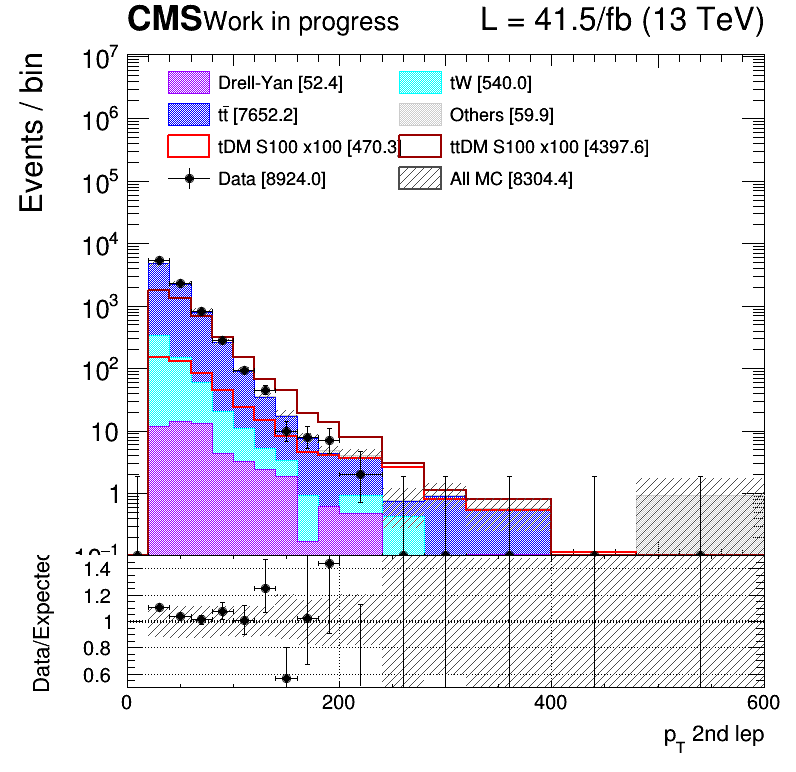 CMS Work in progress L = 41.5/fb (13 TeV)
Events / bin
10⁷
10⁶
10⁵
10⁴
10³
10²
10
1
10⁻¹
Drell-Yan [52.4] tW [540.0]
tt̄ [7652.2] Others [59.9]
tDM S100 x100 [470.3] ttDM S100 x100 [4397.6]
Data [8924.0] All MC [8304.4]
Data/Expected
1.4
1.2
1
0.8
0.6
0 200 400 600
p_T 2nd lep